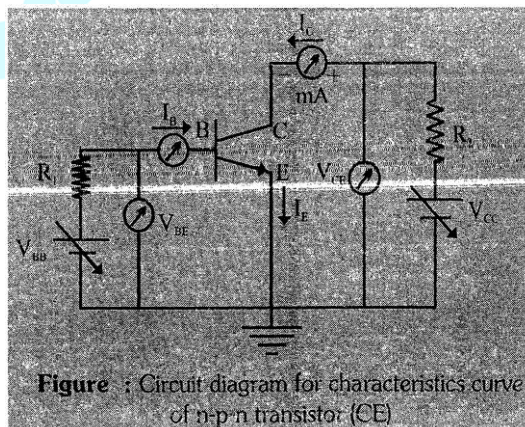 I_C
− +
mA
I_B
B
C
R_1
R_2
E
V_CE
I_E
V_BE
V_BB
V_CC
Figure : Circuit diagram for characteristics curve
of n-p-n transistor (CE)